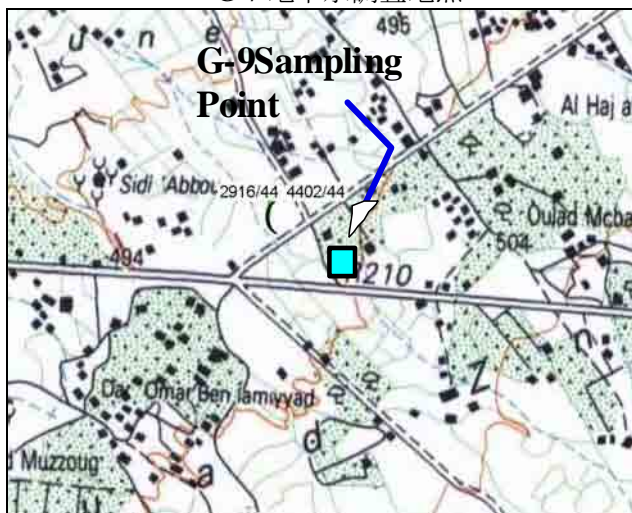 495
u n e
G-9Sampling
Point
Al Haj a
Sidi 'Abbou
2916/44 4402/44
Oulad Mcba
504
494
210
Z
n
Dar Omar Ben lamiyyad
d
d Muzzoug
a
u